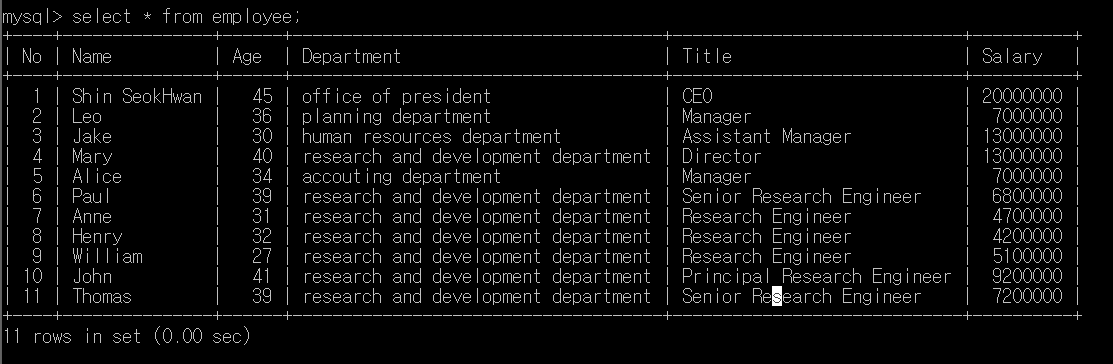 mysql> select * from employee;
| No | Name | Age | Department | Title | Salary |
| 1 | Shin SeokHwan | 45 | office of president | CEO | 20000000 |
| 2 | Leo | 36 | planning department | Manager | 7000000 |
| 3 | Jake | 30 | human resources department | Assistant Manager | 13000000 |
| 4 | Mary | 40 | research and development department | Director | 13000000 |
| 5 | Alice | 34 | accouting department | Manager | 7000000 |
| 6 | Paul | 39 | research and development department | Senior Research Engineer | 6800000 |
| 7 | Anne | 31 | research and development department | Research Engineer | 4700000 |
| 8 | Henry | 32 | research and development department | Research Engineer | 4200000 |
| 9 | William | 27 | research and development department | Research Engineer | 5100000 |
| 10 | John | 41 | research and development department | Principal Research Engineer | 9200000 |
| 11 | Thomas | 39 | research and development department | Senior Research Engineer | 7200000 |
11 rows in set (0.00 sec)